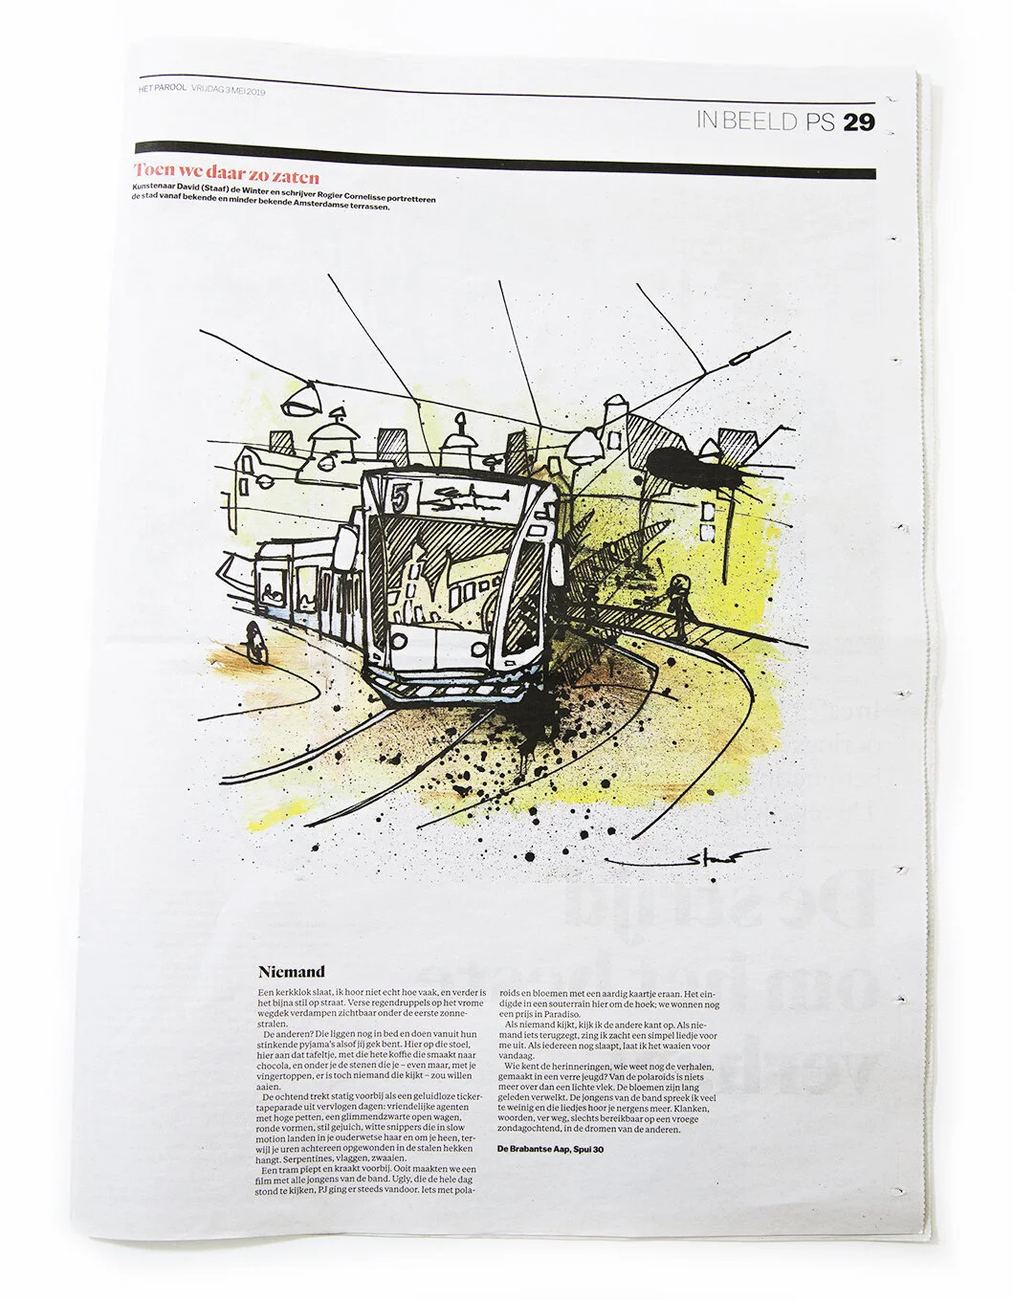 HET PAROOL VRIJDAG 3 MEI 2019
IN BEELD PS 29
Toen we daar zo zaten
Kunstenaar David (Staaf) de Winter en schrijver Rogier Cornelisse portretteren
de stad vanaf bekende en minder bekende Amsterdamse terrassen.
5
Staaf
Niemand
Een kerkklok slaat, ik hoor niet echt hoe vaak, en verder is
het bijna stil op straat. Verse regendruppels op het vrome
wegdek verdampen zichtbaar onder de eerste zonne-
stralen.
De anderen? Die liggen nog in bed en doen vanuit hun
stinkende pyjama's alsof jij gek bent. Hier op die stoel,
hier aan dat tafeltje, met die hete koffie die smaakt naar
chocola, en onder je de stenen die je – even maar, met je
vingertoppen, er is toch niemand die kijkt – zou willen
aaien.
De ochtend trekt statig voorbij als een geluidloze ticker-
tapeparade uit vervlogen dagen: vriendelijke agenten
met hoge petten, een glimmendzwarte open wagen,
ronde vormen, stil gejuich, witte snippers die in slow
motion landen in je ouderwetse haar en om je heen, ter-
wijl je uren achtereen opgewonden in de stalen hekken
hangt. Serpentines, vlaggen, zwaaien.
Een tram piept en kraakt voorbij. Ooit maakten we een
film met alle jongens van de band. Ugly, die de hele dag
stond te kijken, PJ ging er steeds vandoor. Iets met pola-
roids en bloemen met een aardig kaartje eraan. Het ein-
digde in een souterrain hier om de hoek; we wonnen nog
een prijs in Paradiso.
Als niemand kijkt, kijk ik de andere kant op. Als nie-
mand iets terugzegt, zing ik zacht een simpel liedje voor
me uit. Als iedereen nog slaapt, laat ik het waaien voor
vandaag.
Wie kent de herinneringen, wie weet nog de verhalen,
gemaakt in een verre jeugd? Van de polaroids is niets
meer over dan een lichte vlek. De bloemen zijn lang
geleden verwelkt. De jongens van de band spreek ik veel
te weinig en die liedjes hoor je nergens meer. Klanken,
woorden, ver weg, slechts bereikbaar op een vroege
zondagochtend, in de dromen van de anderen.
De Brabantse Aap, Spui 30